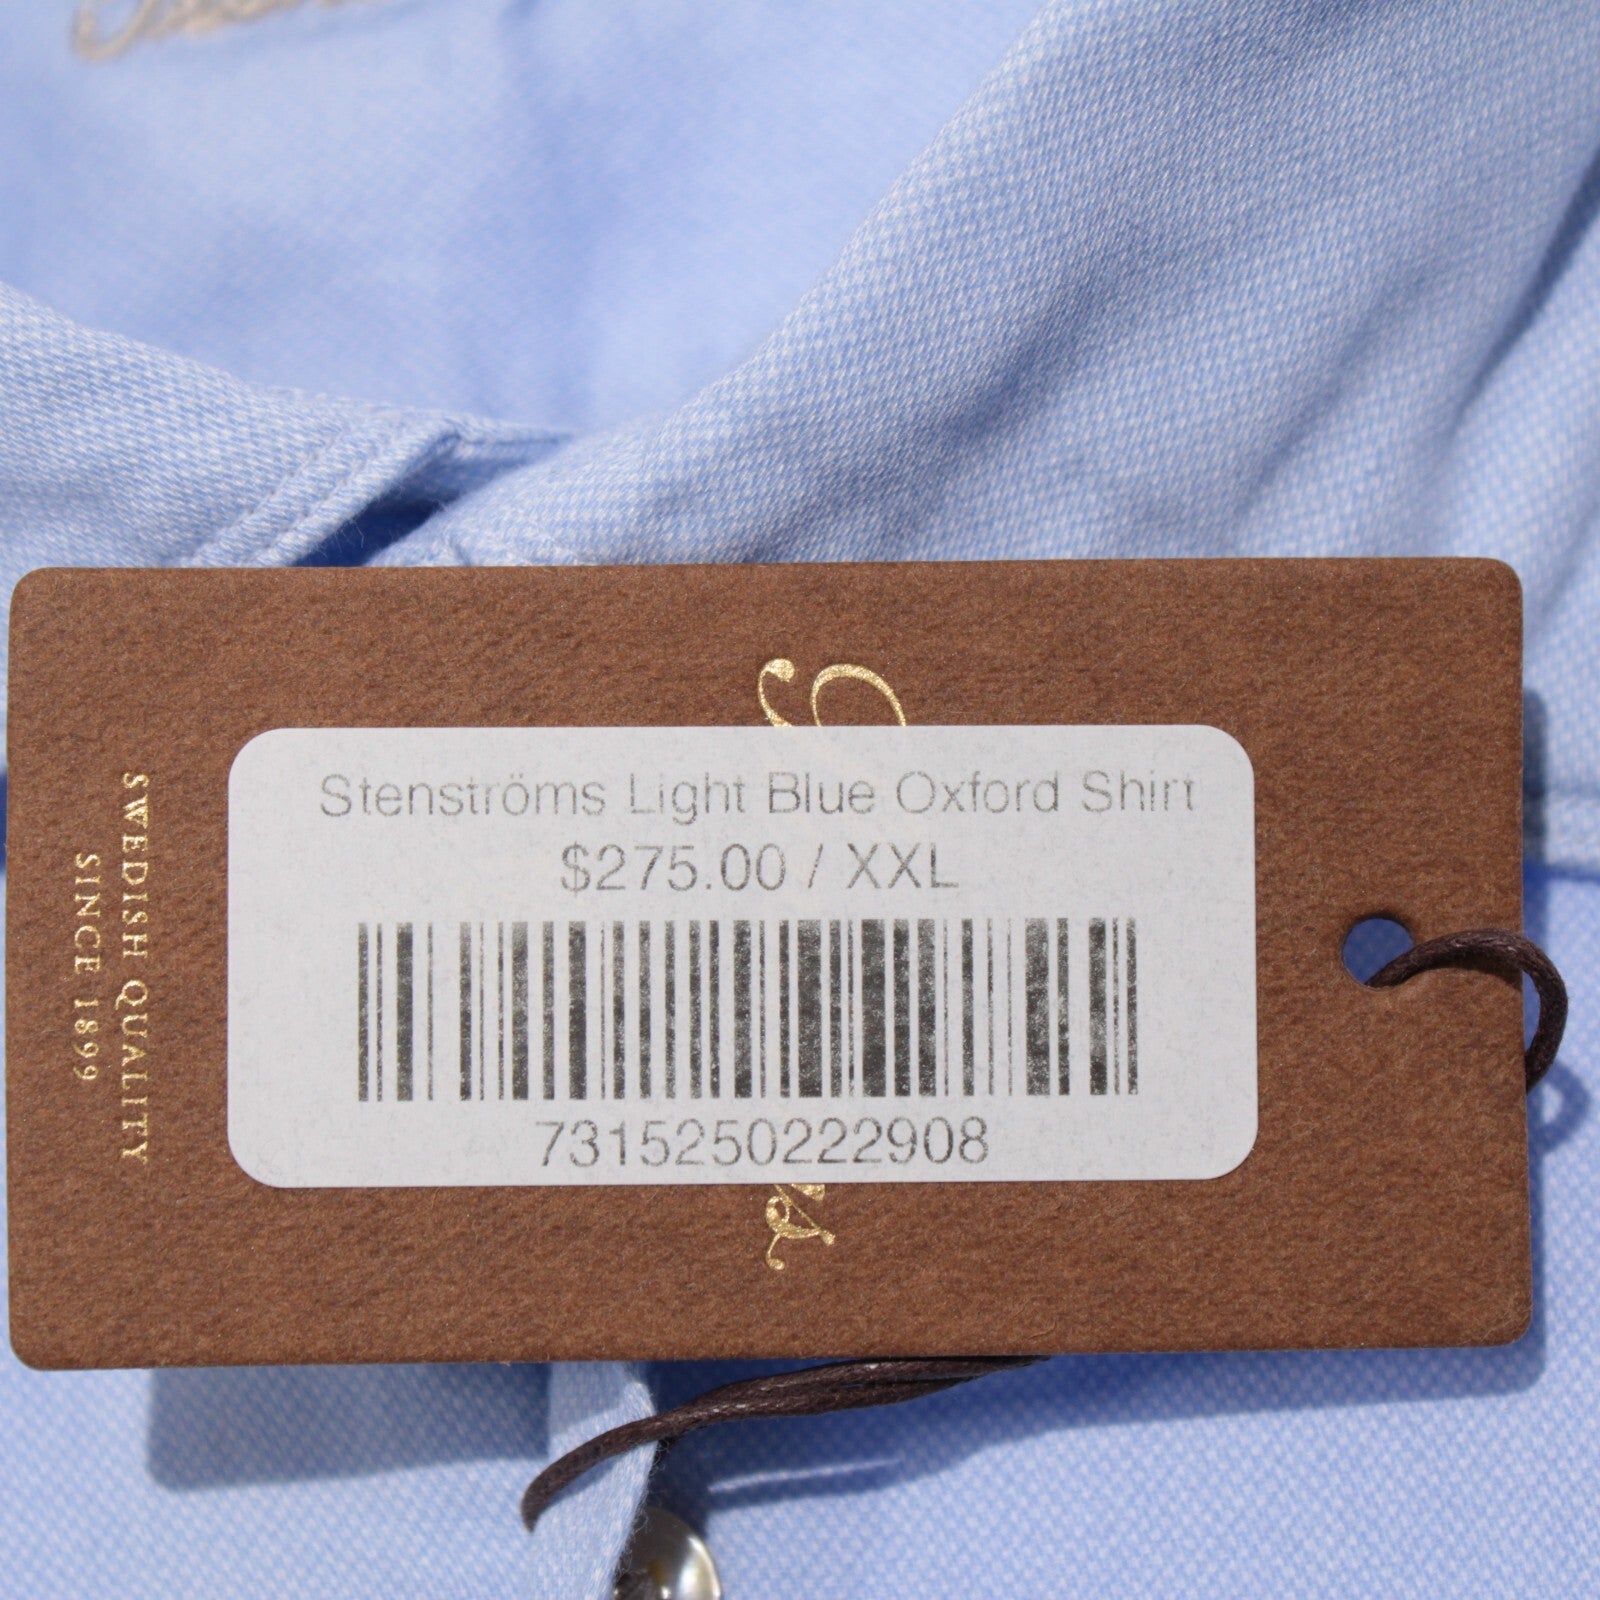 Stenströms Light Blue Oxford Shirt
$275.00 / XXL
7315250222908
SWEDISH QUALITY
SINCE 1899